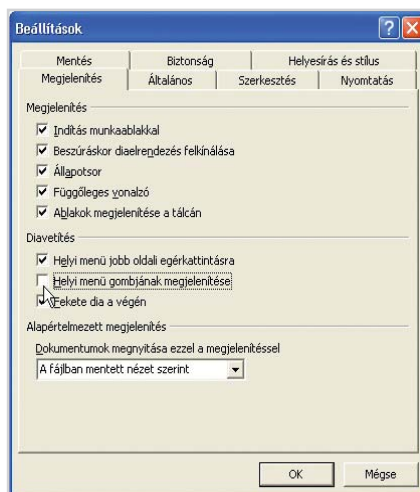 Beállítások
Mentés Biztonság Helyesírás és stílus
Megjelenítés Általános Szerkesztés Nyomtatás
Megjelenítés
Indítás munkaablakkal
Beszúráskor diaelrendezés felkínálása
Állapotsor
Függőleges vonalzó
Ablakok megjelenítése a tálcán
Diavetítés
Helyi menü jobb oldali egérkattintásra
Helyi menü gombjának megjelenítése
Fekete dia a végén
Alapértelmezett megjelenítés
Dokumentumok megnyitása ezzel a megjelenítéssel
A fájlban mentett nézet szerint
OK Mégse